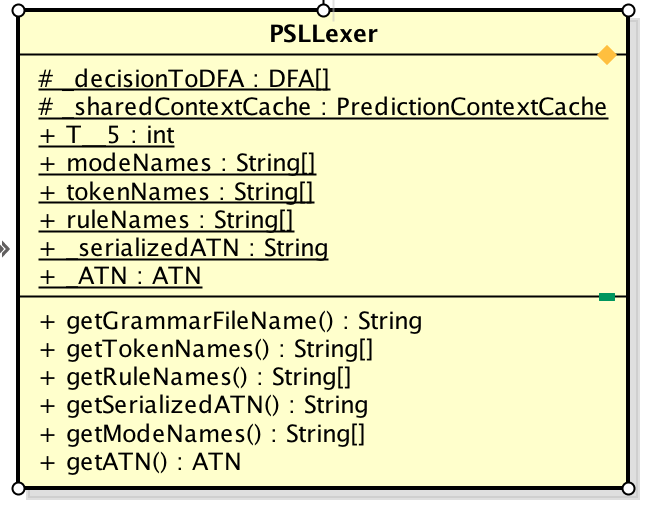 PSLLexer
# _decisionToDFA : DFA[]
# _sharedContextCache : PredictionContextCache
+ T__5 : int
+ modeNames : String[]
+ tokenNames : String[]
+ ruleNames : String[]
+ _serializedATN : String
+ _ATN : ATN
+ getGrammarFileName() : String
+ getTokenNames() : String[]
+ getRuleNames() : String[]
+ getSerializedATN() : String
+ getModeNames() : String[]
+ getATN() : ATN